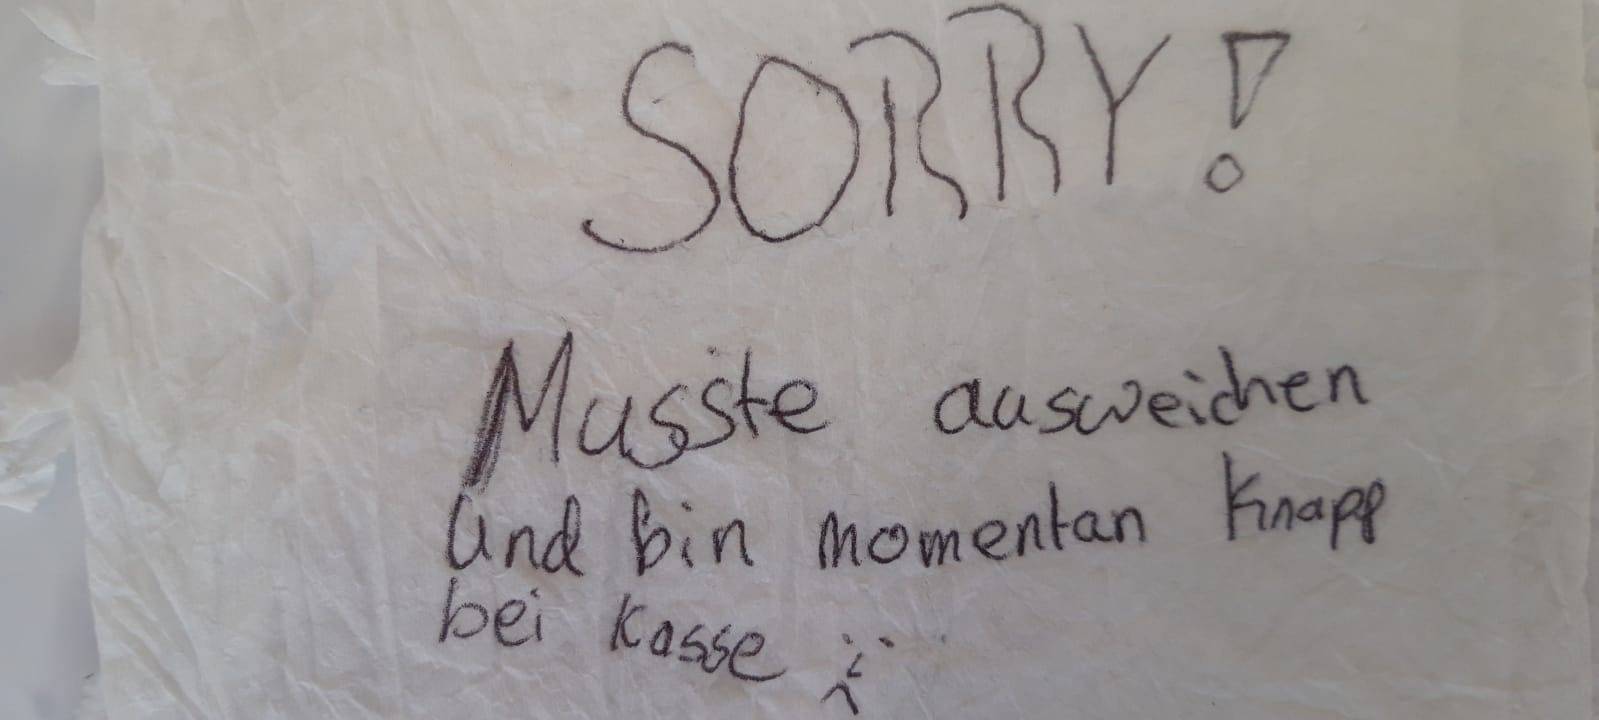 SORRY!
Musste ausweichen
und bin momentan knapp
bei Kasse